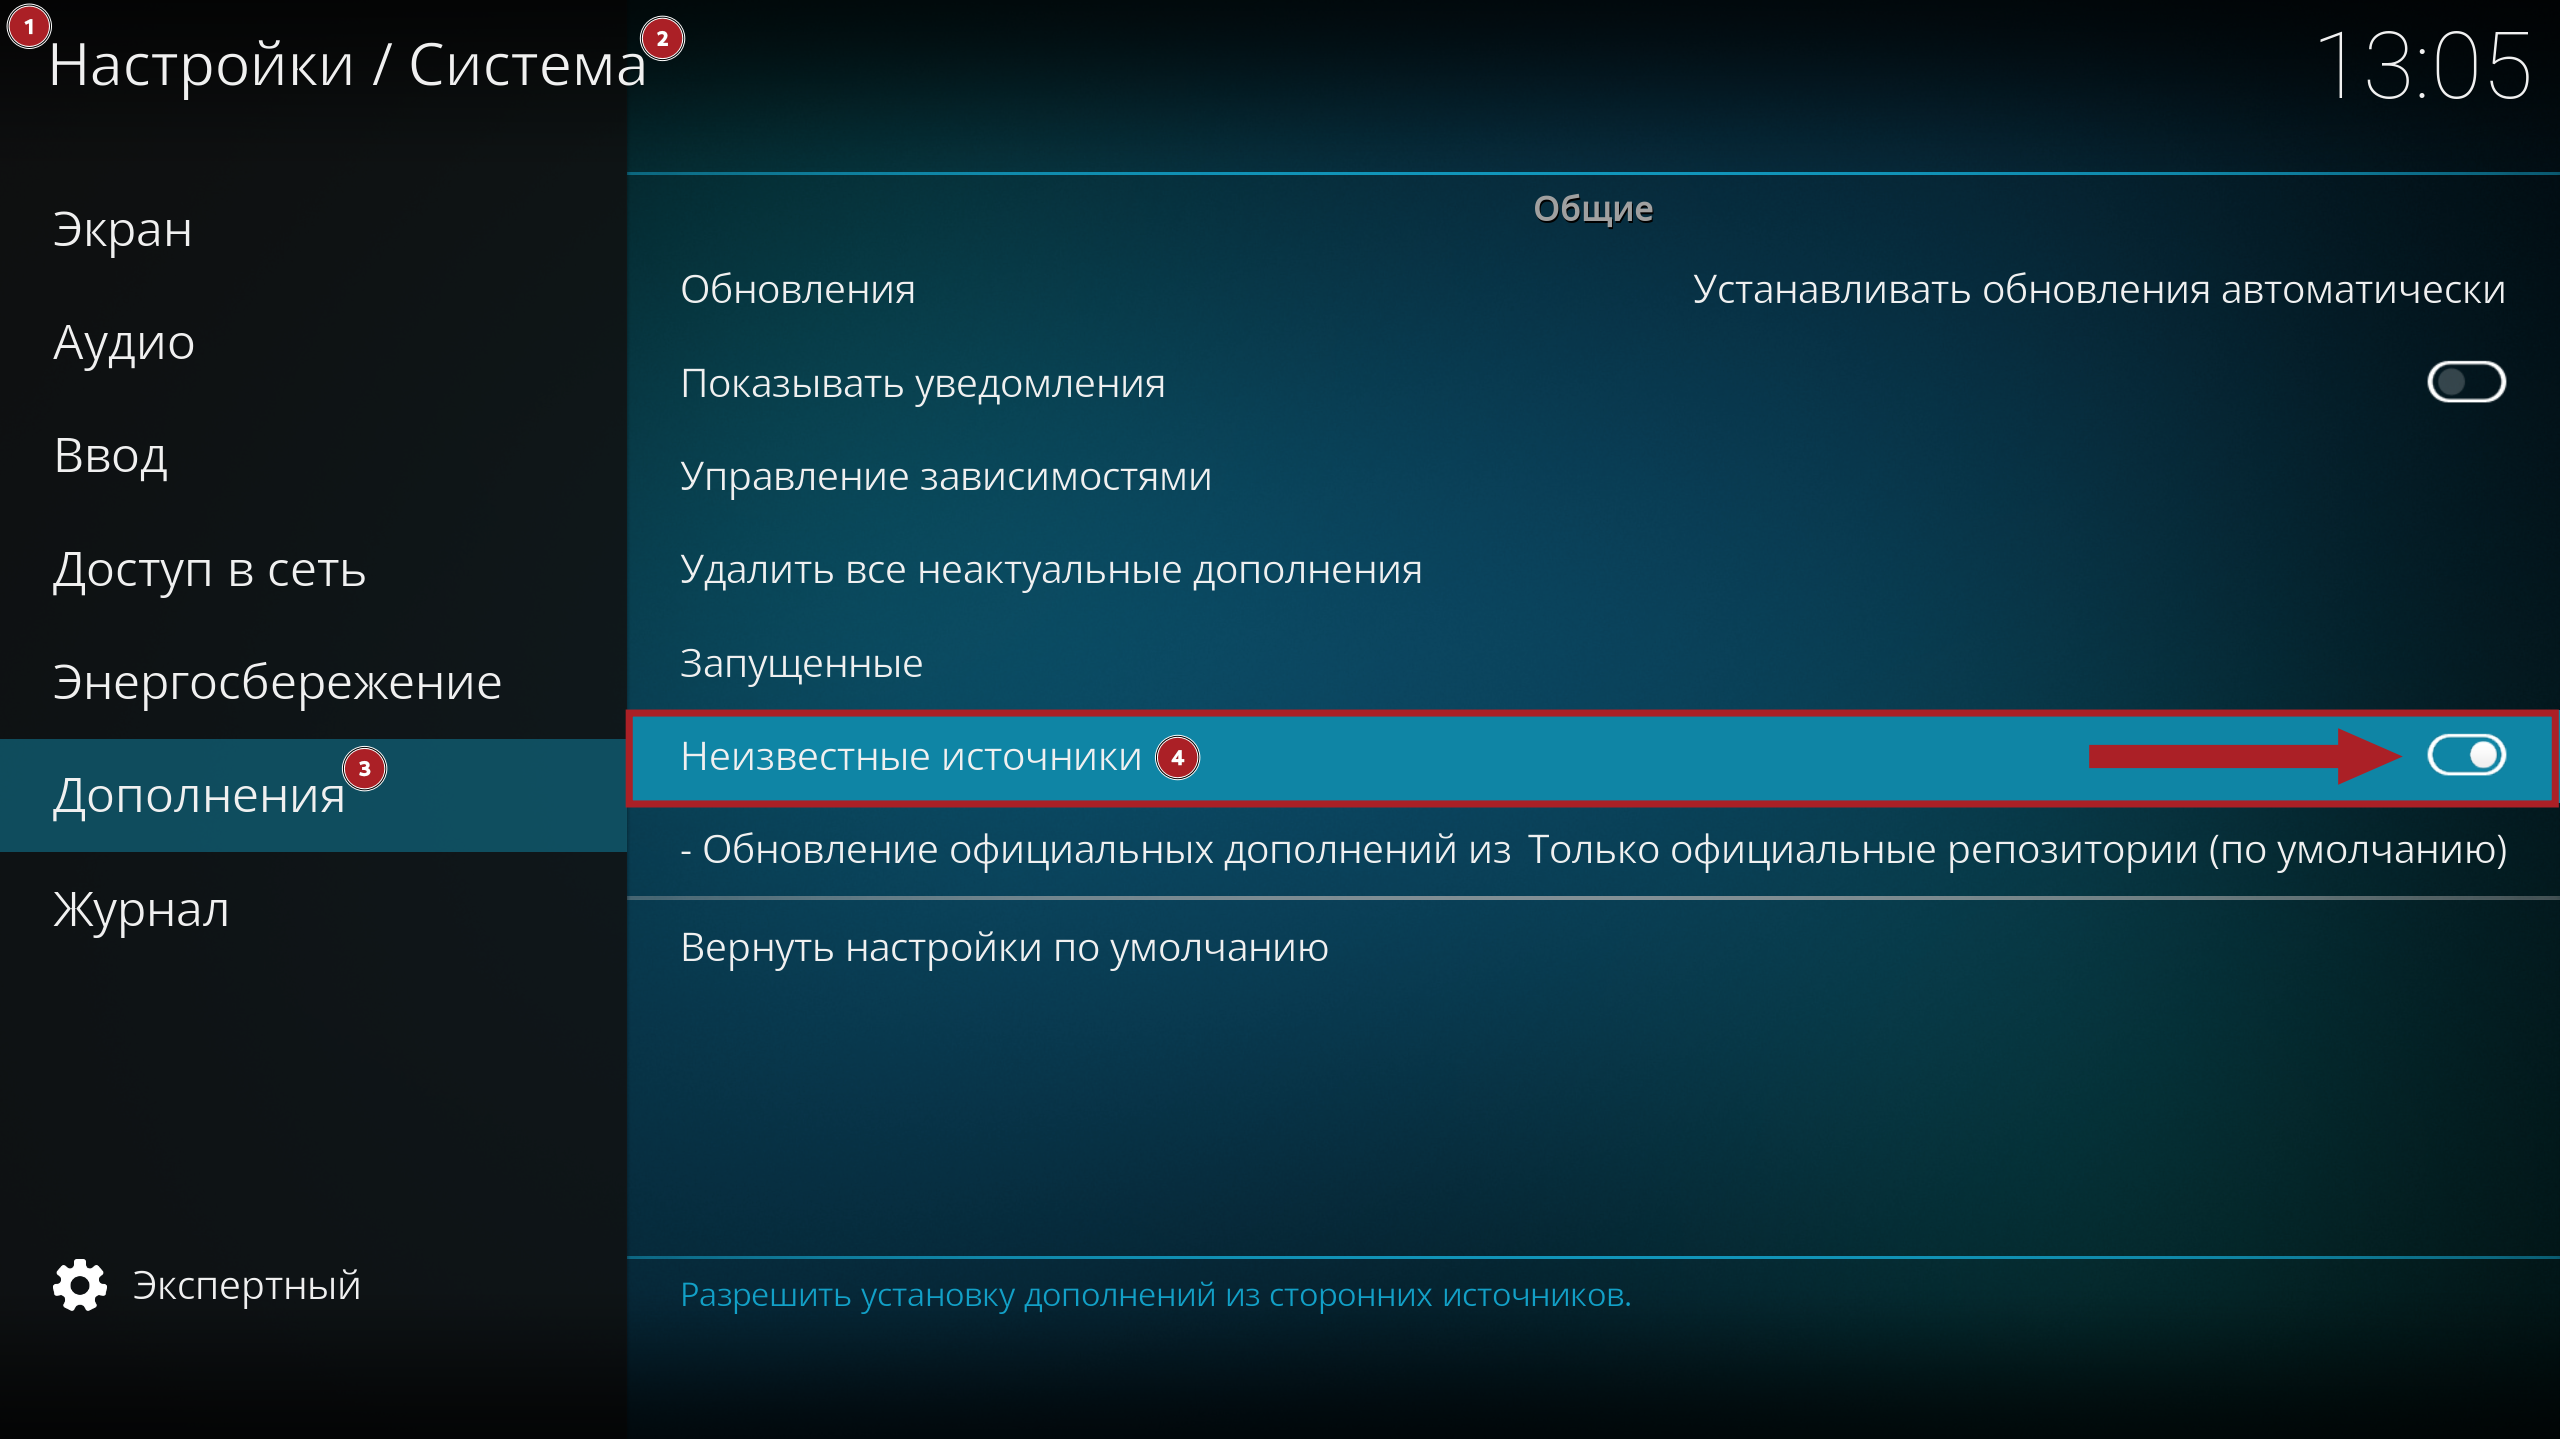 1
Настройки / Система 2
13:05
Экран
Аудио
Ввод
Доступ в сеть
Энергосбережение
Дополнения 3
Журнал
Экспертный
Общие
Обновления Устанавливать обновления автоматически
Показывать уведомления
Управление зависимостями
Удалить все неактуальные дополнения
Запущенные
Неизвестные источники 4
- Обновление официальных дополнений из Только официальные репозитории (по умолчанию)
Вернуть настройки по умолчанию
Разрешить установку дополнений из сторонних источников.